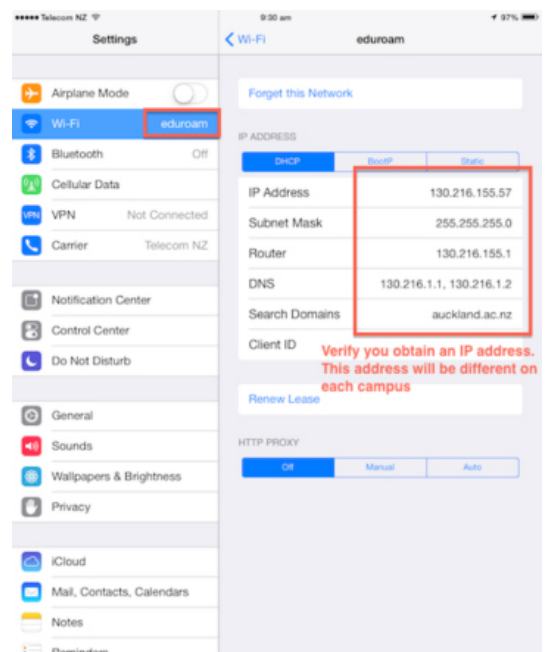 Telecom NZ
9:30 am
97%
Settings
Wi-Fi
eduroam
Airplane Mode
Wi-Fi eduroam
Bluetooth Off
Cellular Data
VPN VPN Not Connected
Carrier Telecom NZ
Notification Center
Control Center
Do Not Disturb
General
Sounds
Wallpapers & Brightness
Privacy
iCloud
Mail, Contacts, Calendars
Notes
Reminders
Forget this Network
IP ADDRESS
DHCP BootP Static
IP Address 130.216.155.57
Subnet Mask 255.255.255.0
Router 130.216.155.1
DNS 130.216.1.1, 130.216.1.2
Search Domains auckland.ac.nz
Client ID
Verify you obtain an IP address.
This address will be different on
each campus
Renew Lease
HTTP PROXY
Off Manual Auto